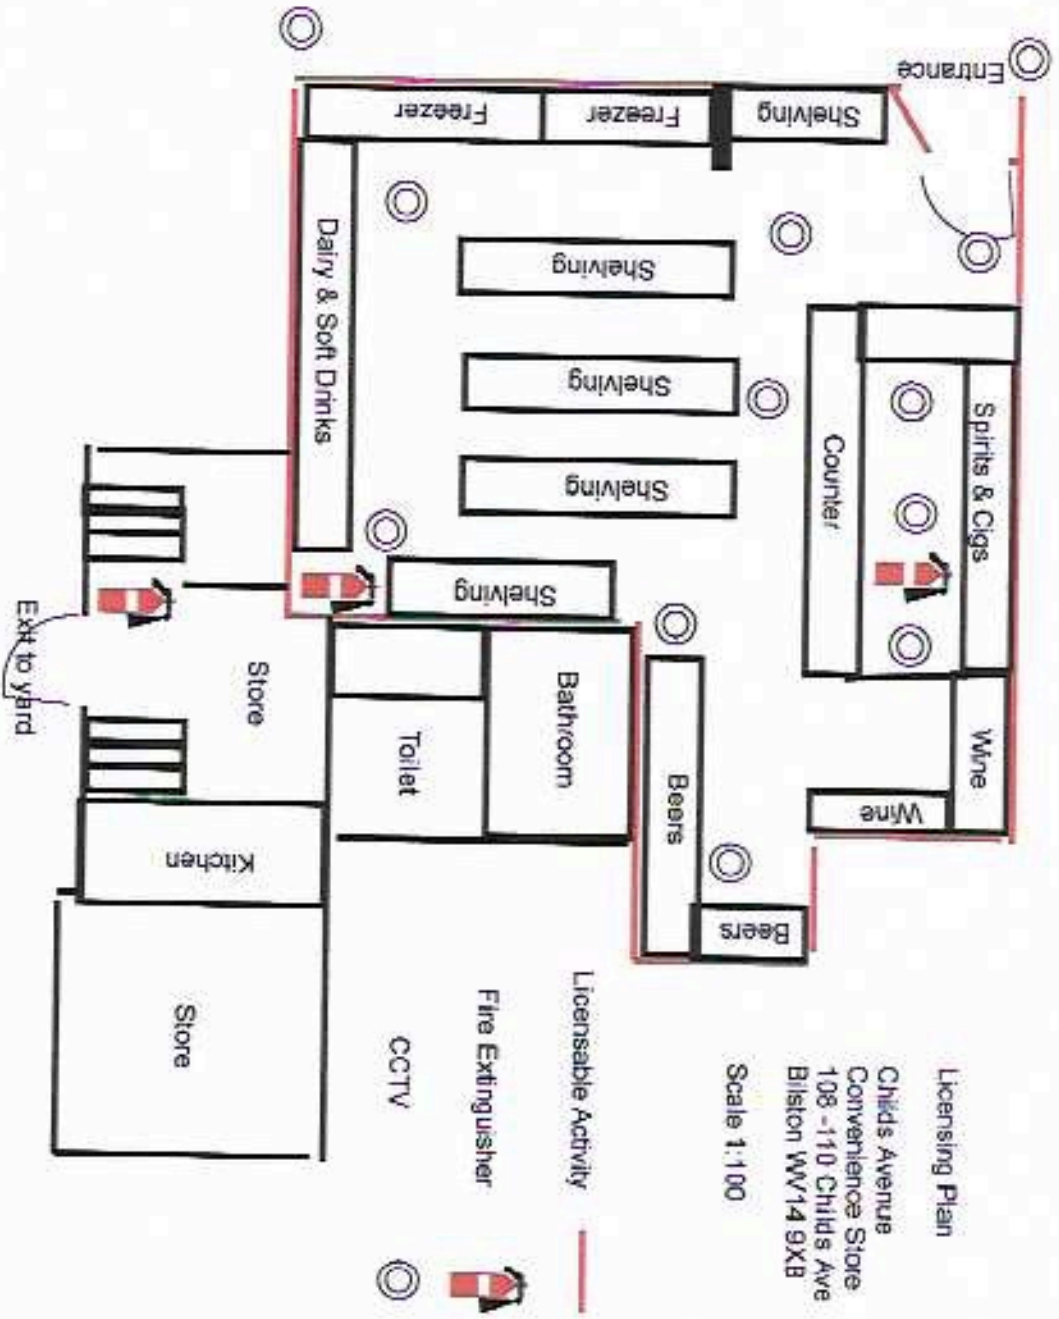 Licensing Plan
Childs Avenue
Convenience Store
108 -110 Childs Ave
Bilston WV14 9XB
Scale 1:100
Licensable Activity
Fire Extinguisher
CCTV
Entrance
Shelving
Freezer
Freezer
Dairy & Soft Drinks
Shelving
Shelving
Shelving
Shelving
Counter
Spirits & Cigs
Wine
Wine
Beers
Beers
Bathroom
Toilet
Store
Exit to yard
Kitchen
Store